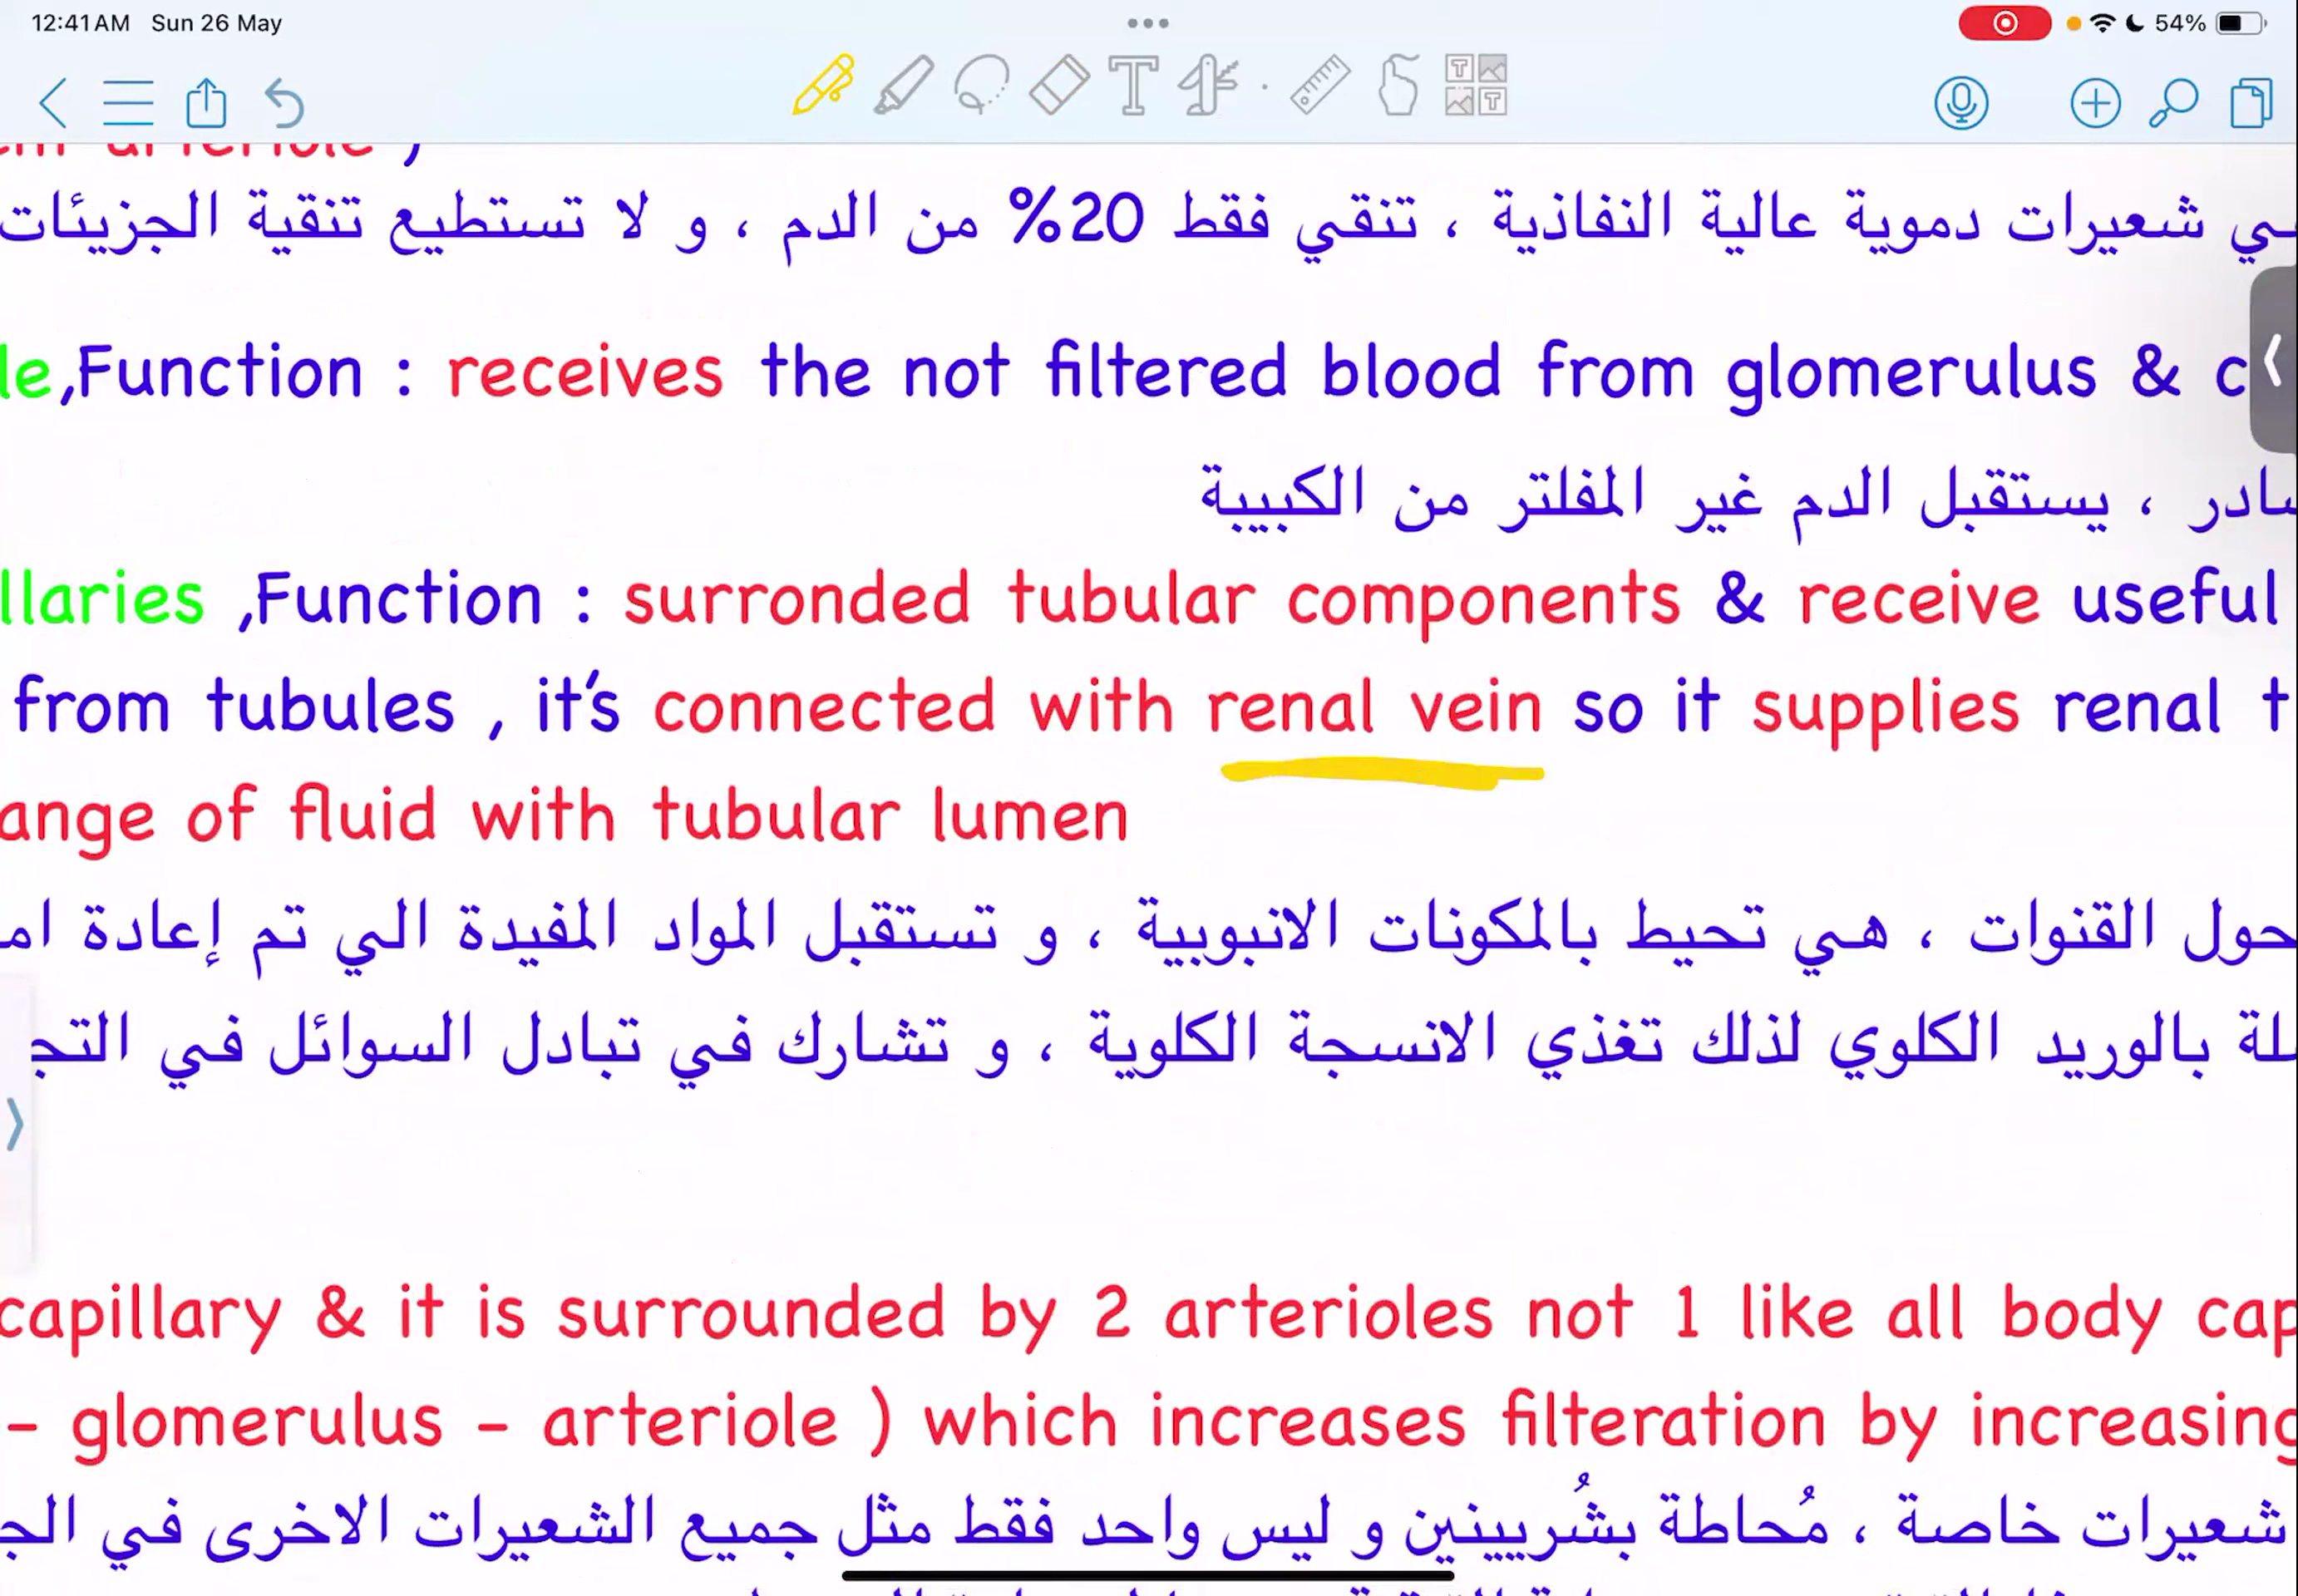 12:41 AM Sun 26 May 54%
شعيرات دموية عالية النفاذية ، تنقي فقط 20% من الدم ، و لا تستطيع تنقية الجزيئات
le,Function : receives the not filtered blood from glomerulus & c
ادر ، يستقبل الدم غير المفلتر من الكبيبة
llaries ,Function : surronded tubular components & receive useful
from tubules , it's connected with renal vein so it supplies renal t
ange of fluid with tubular lumen
حول القنوات ، هي تحيط بالمكونات الانبوبية ، و تستقبل المواد المفيدة الي تم إعادة ام
لة بالوريد الكلوي لذلك تغذي الانسجة الكلوية ، و تشارك في تبادل السوائل في التج
capillary & it is surrounded by 2 arterioles not 1 like all body cap
- glomerulus - arteriole ) which increases filteration by increasing
شعيرات خاصة ، مُحاطة بشُريينين و ليس واحد فقط مثل جميع الشعيرات الاخرى في الج